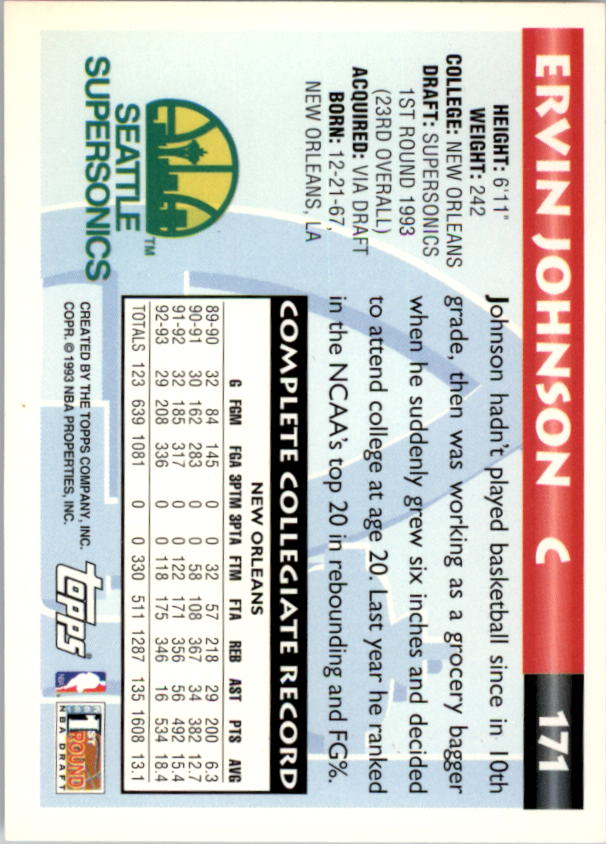 ERVIN JOHNSON C 171
HEIGHT: 6'11"
WEIGHT: 242
COLLEGE: NEW ORLEANS
DRAFT: SUPERSONICS
1ST ROUND 1993
(23RD OVERALL)
ACQUIRED: VIA DRAFT
BORN: 12-21-67,
NEW ORLEANS, LA
Johnson hadn't played basketball since in 10th
grade, then was working as a grocery bagger
when he suddenly grew six inches and decided
to attend college at age 20. Last year he ranked
in the NCAA's top 20 in rebounding and FG%.
SEATTLE
SUPERSONICS
TM
COMPLETE COLLEGIATE RECORD
NEW ORLEANS
G FGM FGA 3PTM 3PTA FTM FTA REB AST PTS AVG
89-90 32 84 145 0 0 32 57 218 29 200 6.3
90-91 30 162 283 0 0 58 108 367 34 382 12.7
91-92 32 185 317 0 0 122 171 356 56 492 15.4
92-93 29 208 336 0 0 118 175 346 16 534 18.4
TOTALS 123 639 1081 0 0 330 511 1287 135 1608 13.1
CREATED BY THE TOPPS COMPANY, INC.
COPR. © 1993 NBA PROPERTIES, INC.
topps®
NBA
1ST
ROUND
NBA DRAFT